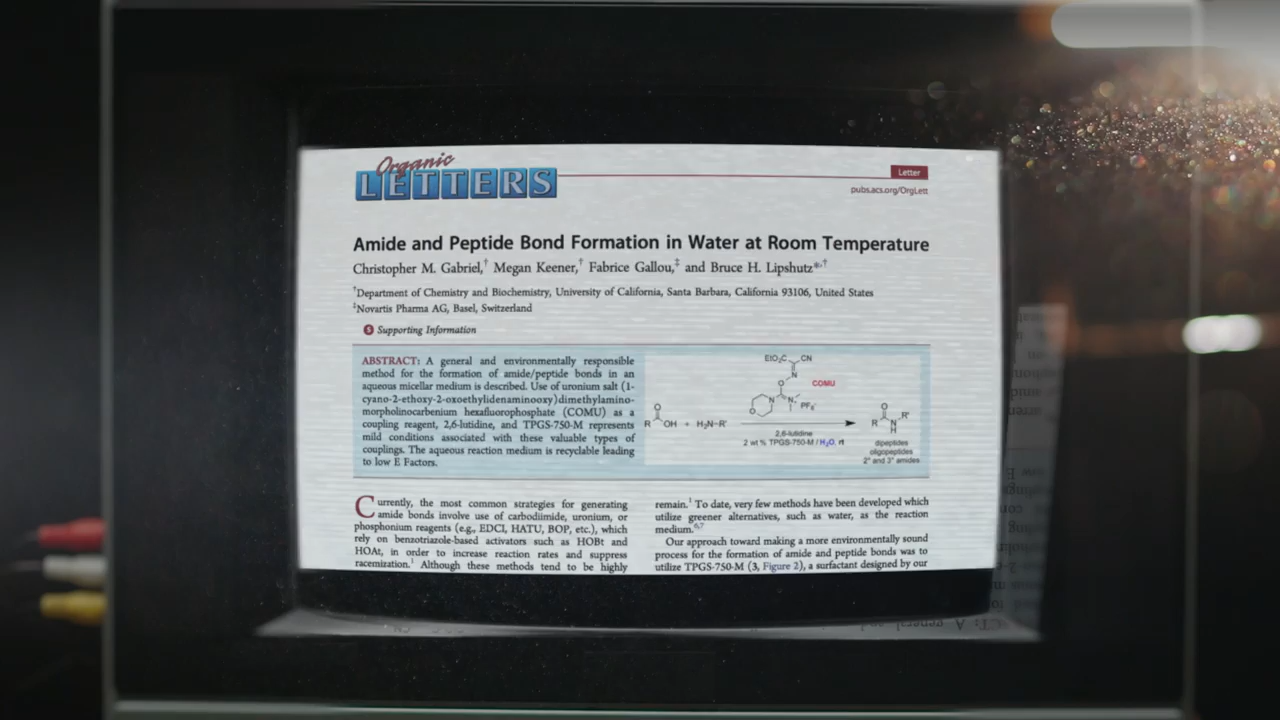 Organic
LETTERS
Letter
pubs.acs.org/OrgLett
Amide and Peptide Bond Formation in Water at Room Temperature
Christopher M. Gabriel,† Megan Keener,† Fabrice Gallou,‡ and Bruce H. Lipshutz*,†
†Department of Chemistry and Biochemistry, University of California, Santa Barbara, California 93106, United States
‡Novartis Pharma AG, Basel, Switzerland
S Supporting Information
ABSTRACT: A general and environmentally responsible
method for the formation of amide/peptide bonds in an
aqueous micellar medium is described. Use of uronium salt (1-
cyano-2-ethoxy-2-oxoethylidenaminooxy)dimethylamino-
morpholinocarbenium hexafluorophosphate (COMU) as a
coupling reagent, 2,6-lutidine, and TPGS-750-M represents
mild conditions associated with these valuable types of
couplings. The aqueous reaction medium is recyclable leading
to low E Factors.
EtO₂C CN
N
O COMU
N N PF₆⁻
O
O O
R OH + H₂N-R' R N R'
H
2,6-lutidine
2 wt % TPGS-750-M / H₂O, rt
dipeptides
oligopeptides
2° and 3° amides
Currently, the most common strategies for generating
amide bonds involve use of carbodiimide, uronium, or
phosphonium reagents (e.g., EDCI, HATU, BOP, etc.), which
rely on benzotriazole-based activators such as HOBt and
HOAt, in order to increase reaction rates and suppress
racemization.¹ Although these methods tend to be highly
remain.¹ To date, very few methods have been developed which
utilize greener alternatives, such as water, as the reaction
medium.⁶,⁷
Our approach toward making a more environmentally sound
process for the formation of amide and peptide bonds was to
utilize TPGS-750-M (3, Figure 2), a surfactant designed by our